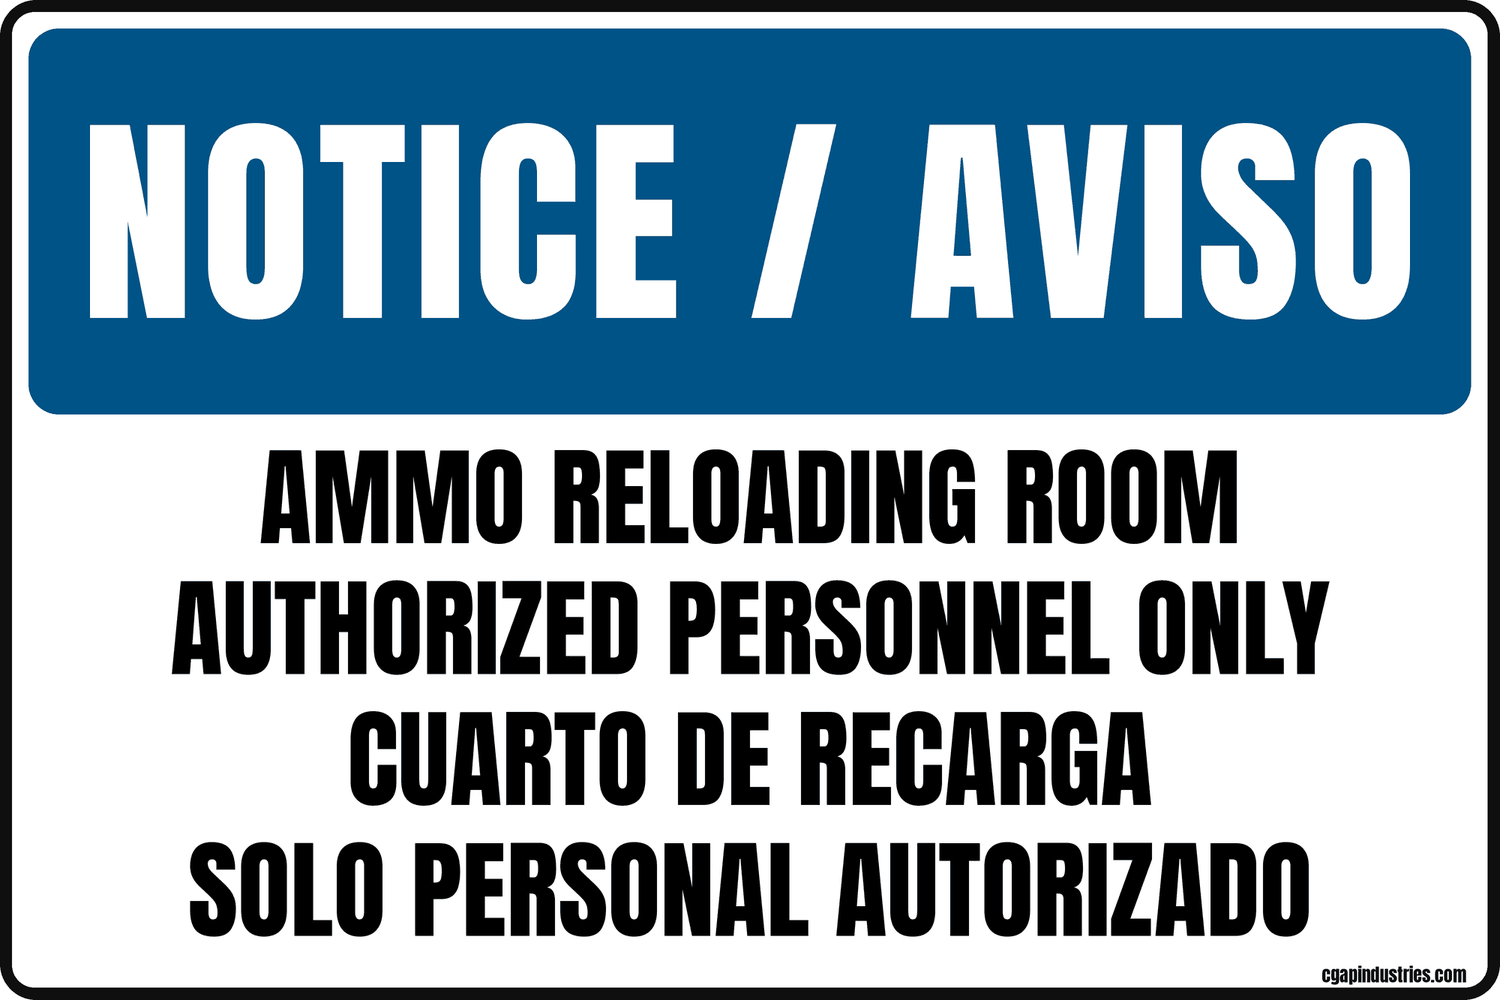 NOTICE / AVISO
AMMO RELOADING ROOM
AUTHORIZED PERSONNEL ONLY
CUARTO DE RECARGA
SOLO PERSONAL AUTORIZADO
cgapindustries.com